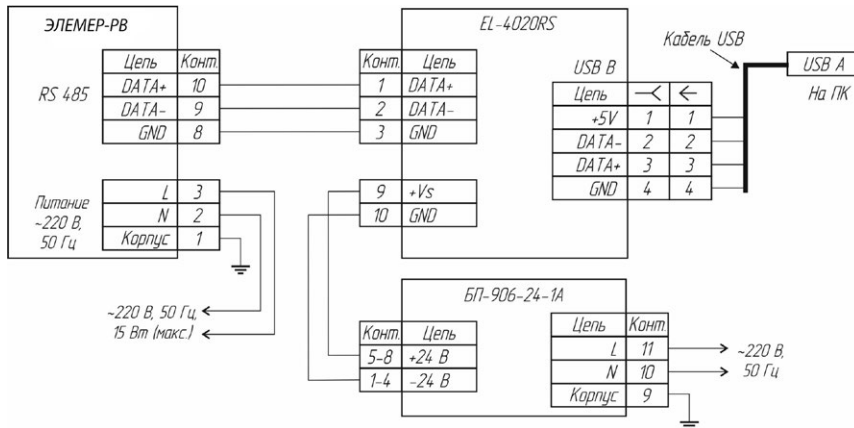 ЭЛЕМЕР-РВ
RS 485
Цепь Конт.
DATA+ 10
DATA- 9
GND 8
Питание
~220 В,
50 Гц
L 3
N 2
Корпус 1
~220 В, 50 Гц,
15 Вт (макс.)
EL-4020RS
Конт. Цепь
1 DATA+
2 DATA-
3 GND
9 +Vs
10 GND
USB B
Цепь
+5V 1 1
DATA- 2 2
DATA+ 3 3
GND 4 4
Кабель USB
USB A
На ПК
БП-906-24-1А
Конт. Цепь
5-8 +24 В
1-4 -24 В
Цепь Конт.
L 11
N 10
Корпус 9
~220 В,
50 Гц